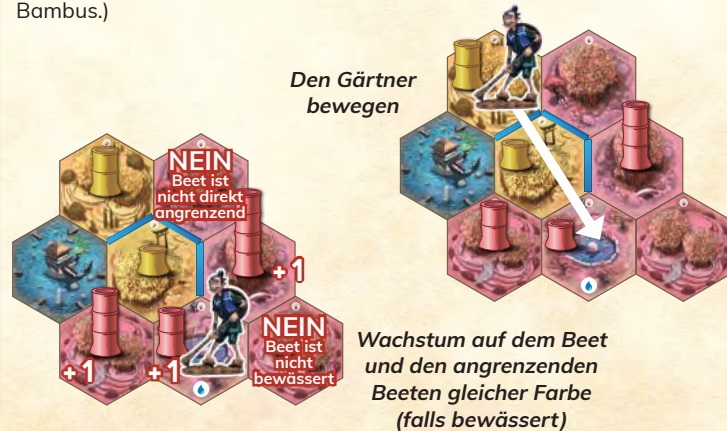 Bambus.)
Den Gärtner
bewegen
NEIN
Beet ist
nicht direkt
angrenzend
+1
NEIN
Beet ist
nicht
bewässert
+1
+1
Wachstum auf dem Beet
und den angrenzenden
Beeten gleicher Farbe
(falls bewässert)